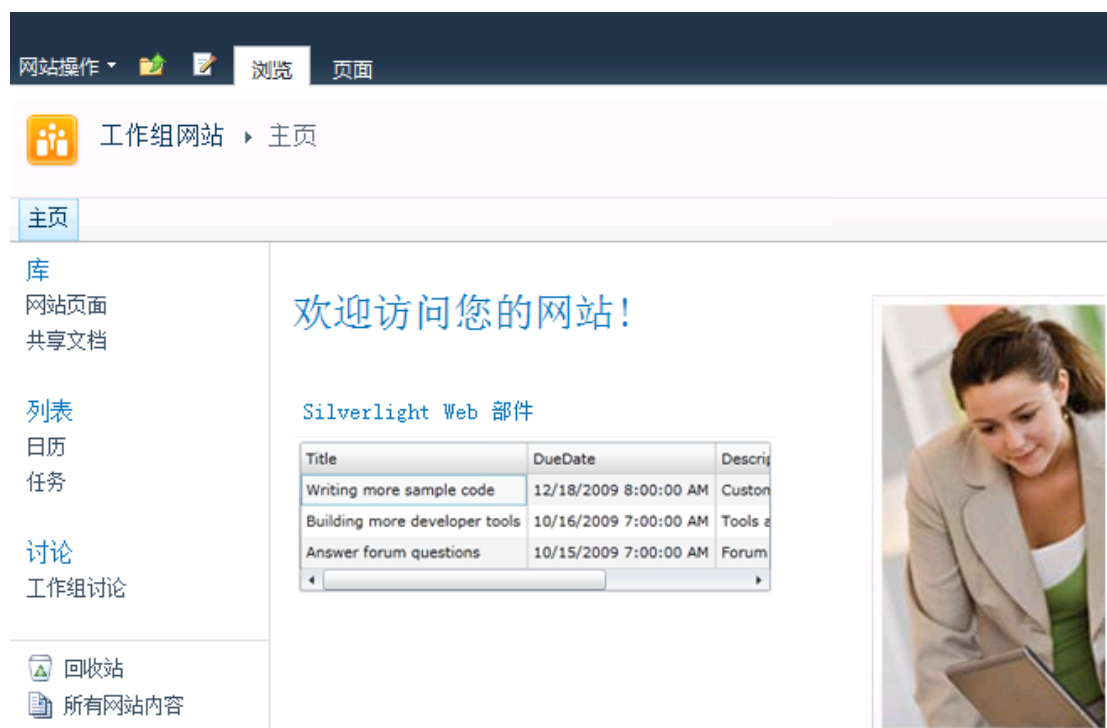 网站操作
浏览
页面
工作组网站 ▸ 主页
主页
库
网站页面
共享文档
列表
日历
任务
讨论
工作组讨论
回收站
所有网站内容
欢迎访问您的网站!
Silverlight Web 部件
Title DueDate Descrip
Writing more sample code 12/18/2009 8:00:00 AM Custom
Building more developer tools 10/16/2009 7:00:00 AM Tools a
Answer forum questions 10/15/2009 7:00:00 AM Forum